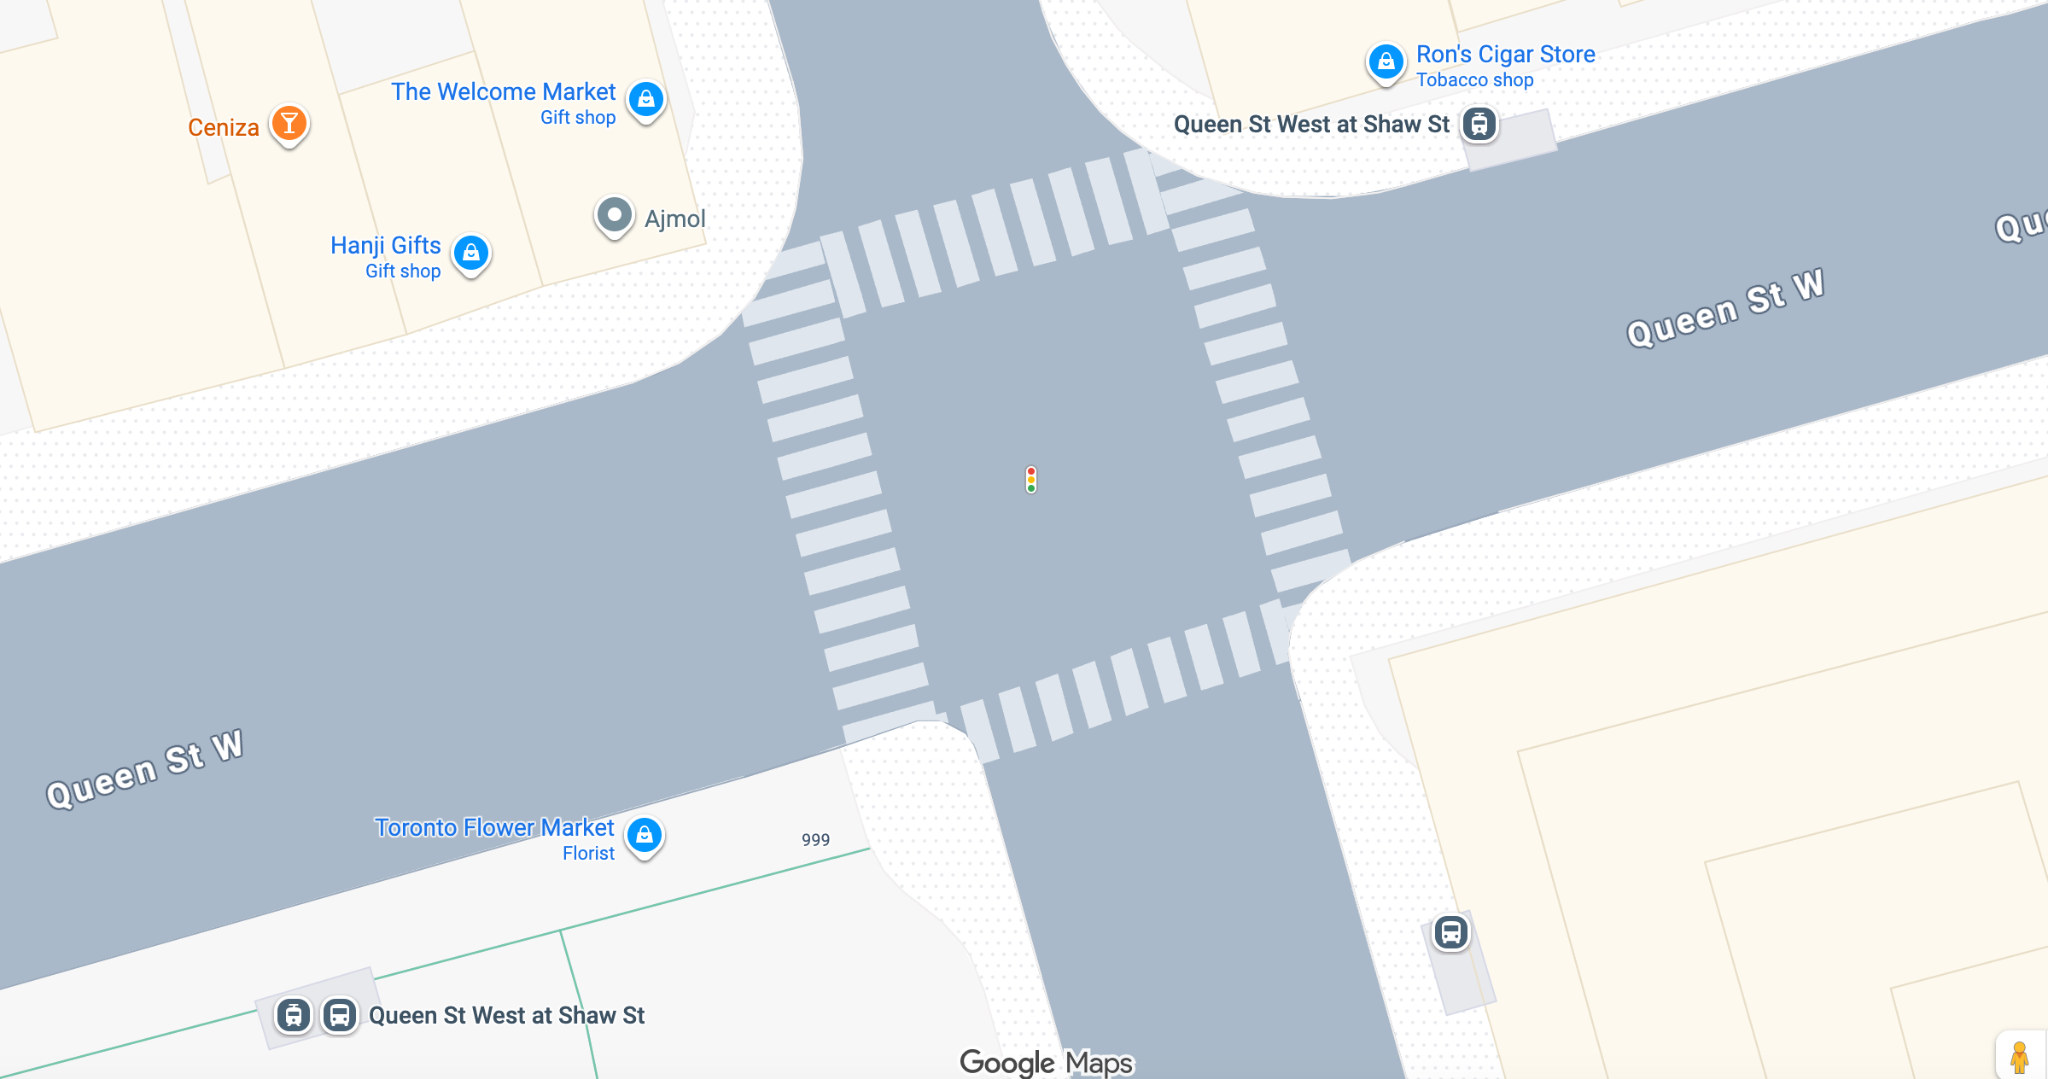 Ron's Cigar Store
Tobacco shop
The Welcome Market
Gift shop
Ceniza
Queen St West at Shaw St
Ajmol
Hanji Gifts
Gift shop
Que
Queen St W
Queen St W
Toronto Flower Market
Florist
999
Queen St West at Shaw St
Google Maps